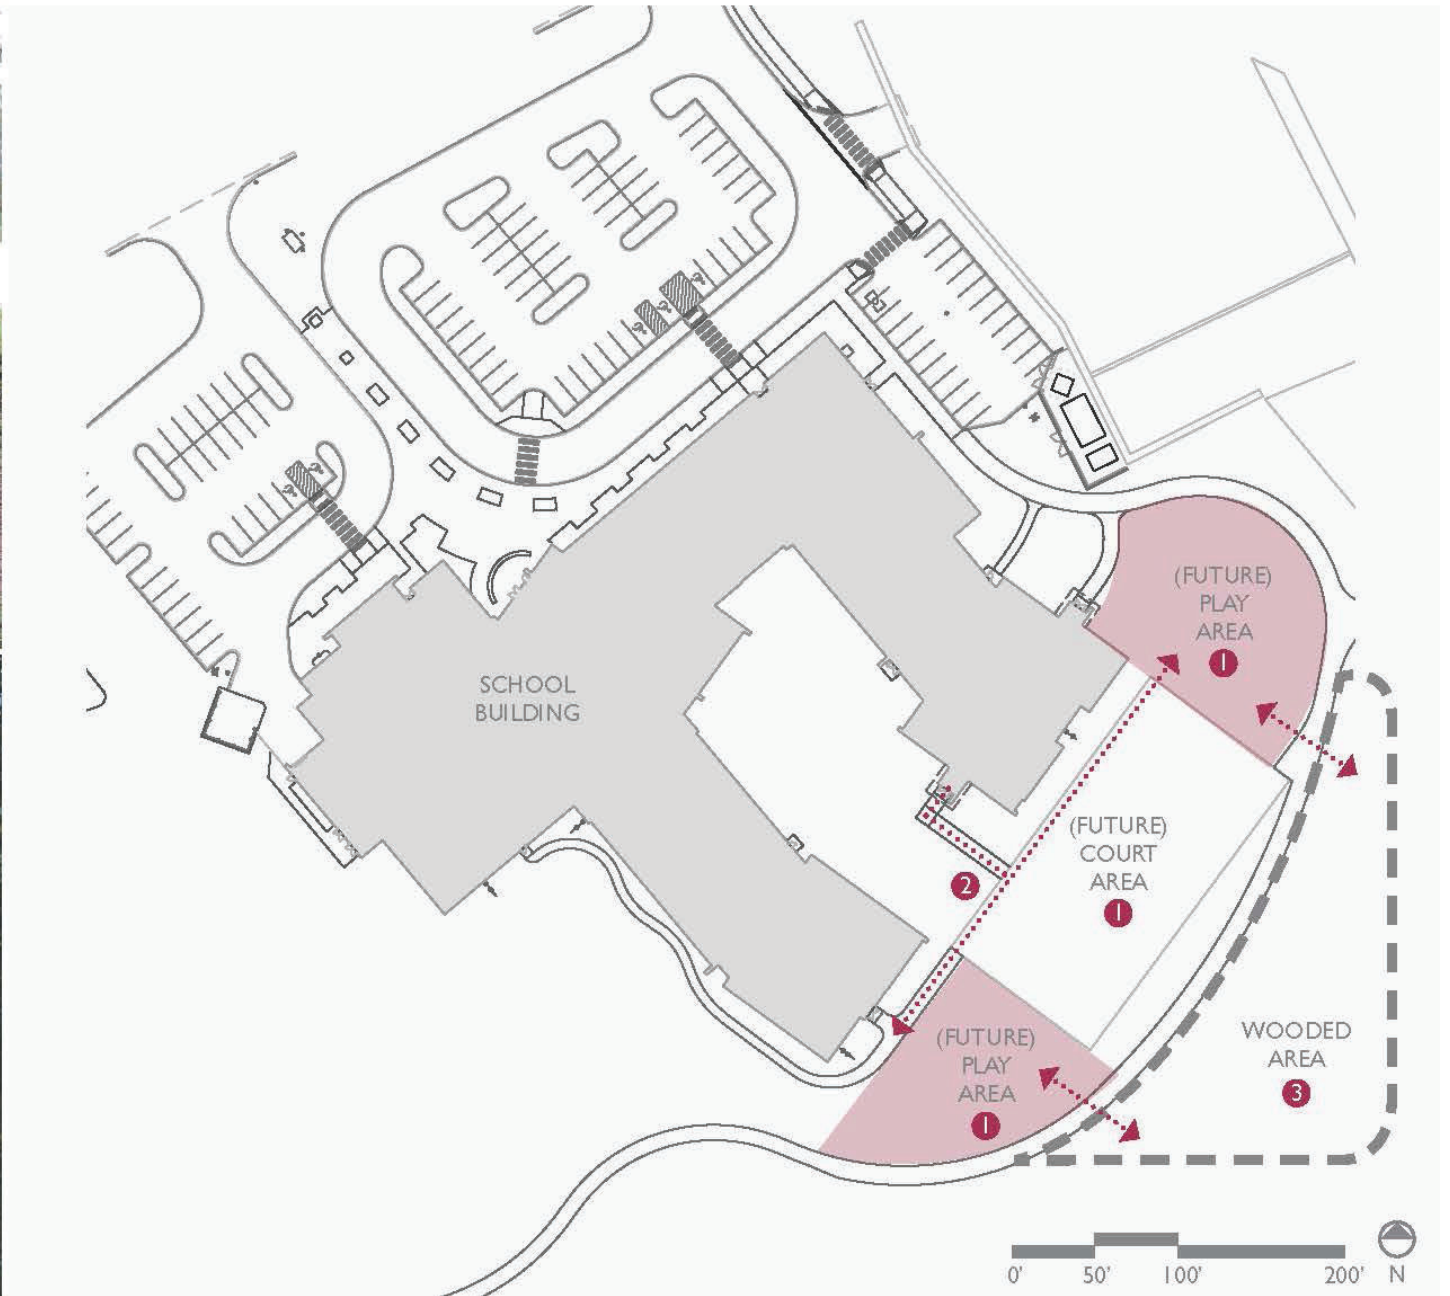 (FUTURE)
PLAY
AREA
1
SCHOOL
BUILDING
(FUTURE)
COURT
AREA
1
2
(FUTURE)
PLAY
AREA
1
WOODED
AREA
3
0' 50' 100' 200' N